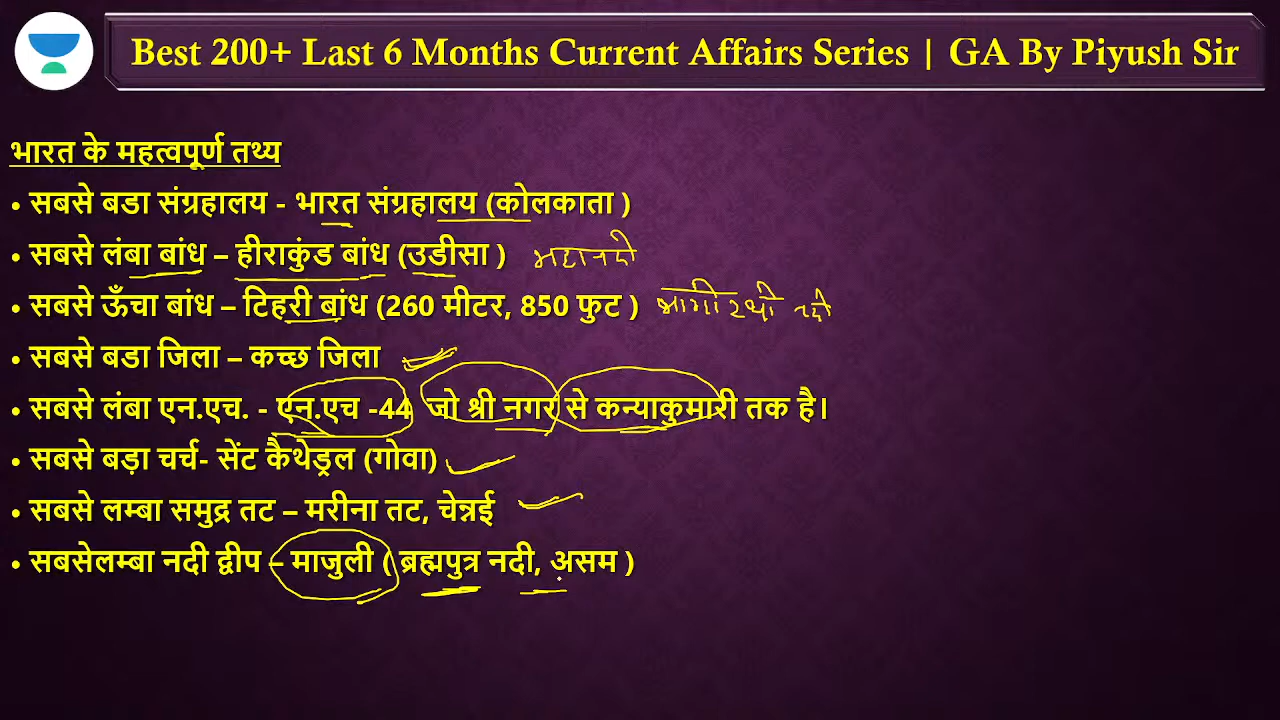 Best 200+ Last 6 Months Current Affairs Series | GA By Piyush Sir
भारत के महत्वपूर्ण तथ्य
• सबसे बडा संग्रहालय - भारत संग्रहालय (कोलकाता )
• सबसे लंबा बांध – हीराकुंड बांध (उडीसा ) महानदी
• सबसे ऊँचा बांध – टिहरी बांध (260 मीटर, 850 फुट ) भागीरथी नदी
• सबसे बडा जिला – कच्छ जिला
• सबसे लंबा एन.एच. - एन.एच -44 जो श्री नगर से कन्याकुमारी तक है।
• सबसे बड़ा चर्च- सेंट कैथेड्रल (गोवा)
• सबसे लम्बा समुद्र तट – मरीना तट, चेन्नई
• सबसेलम्बा नदी द्वीप – माजुली ( ब्रह्मपुत्र नदी, असम )